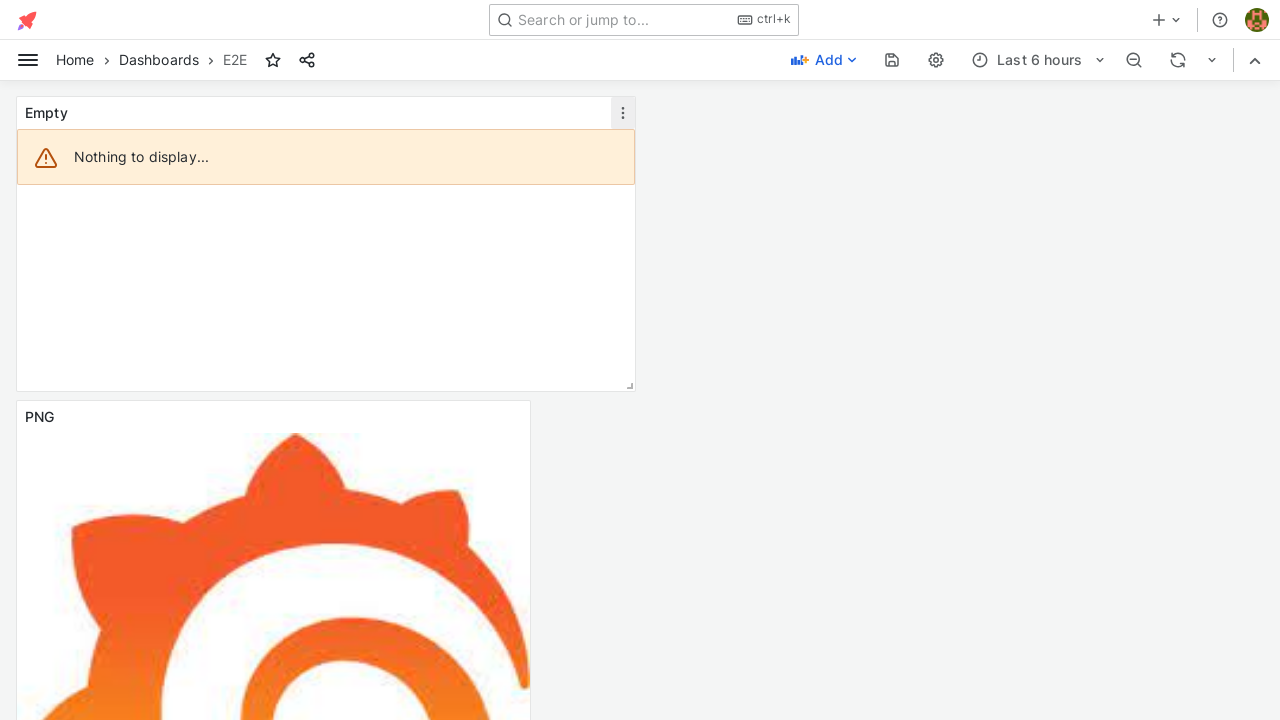 Search or jump to...
ctrl+k
Home
Dashboards
E2E
Add
Last 6 hours
Empty
Nothing to display...
PNG